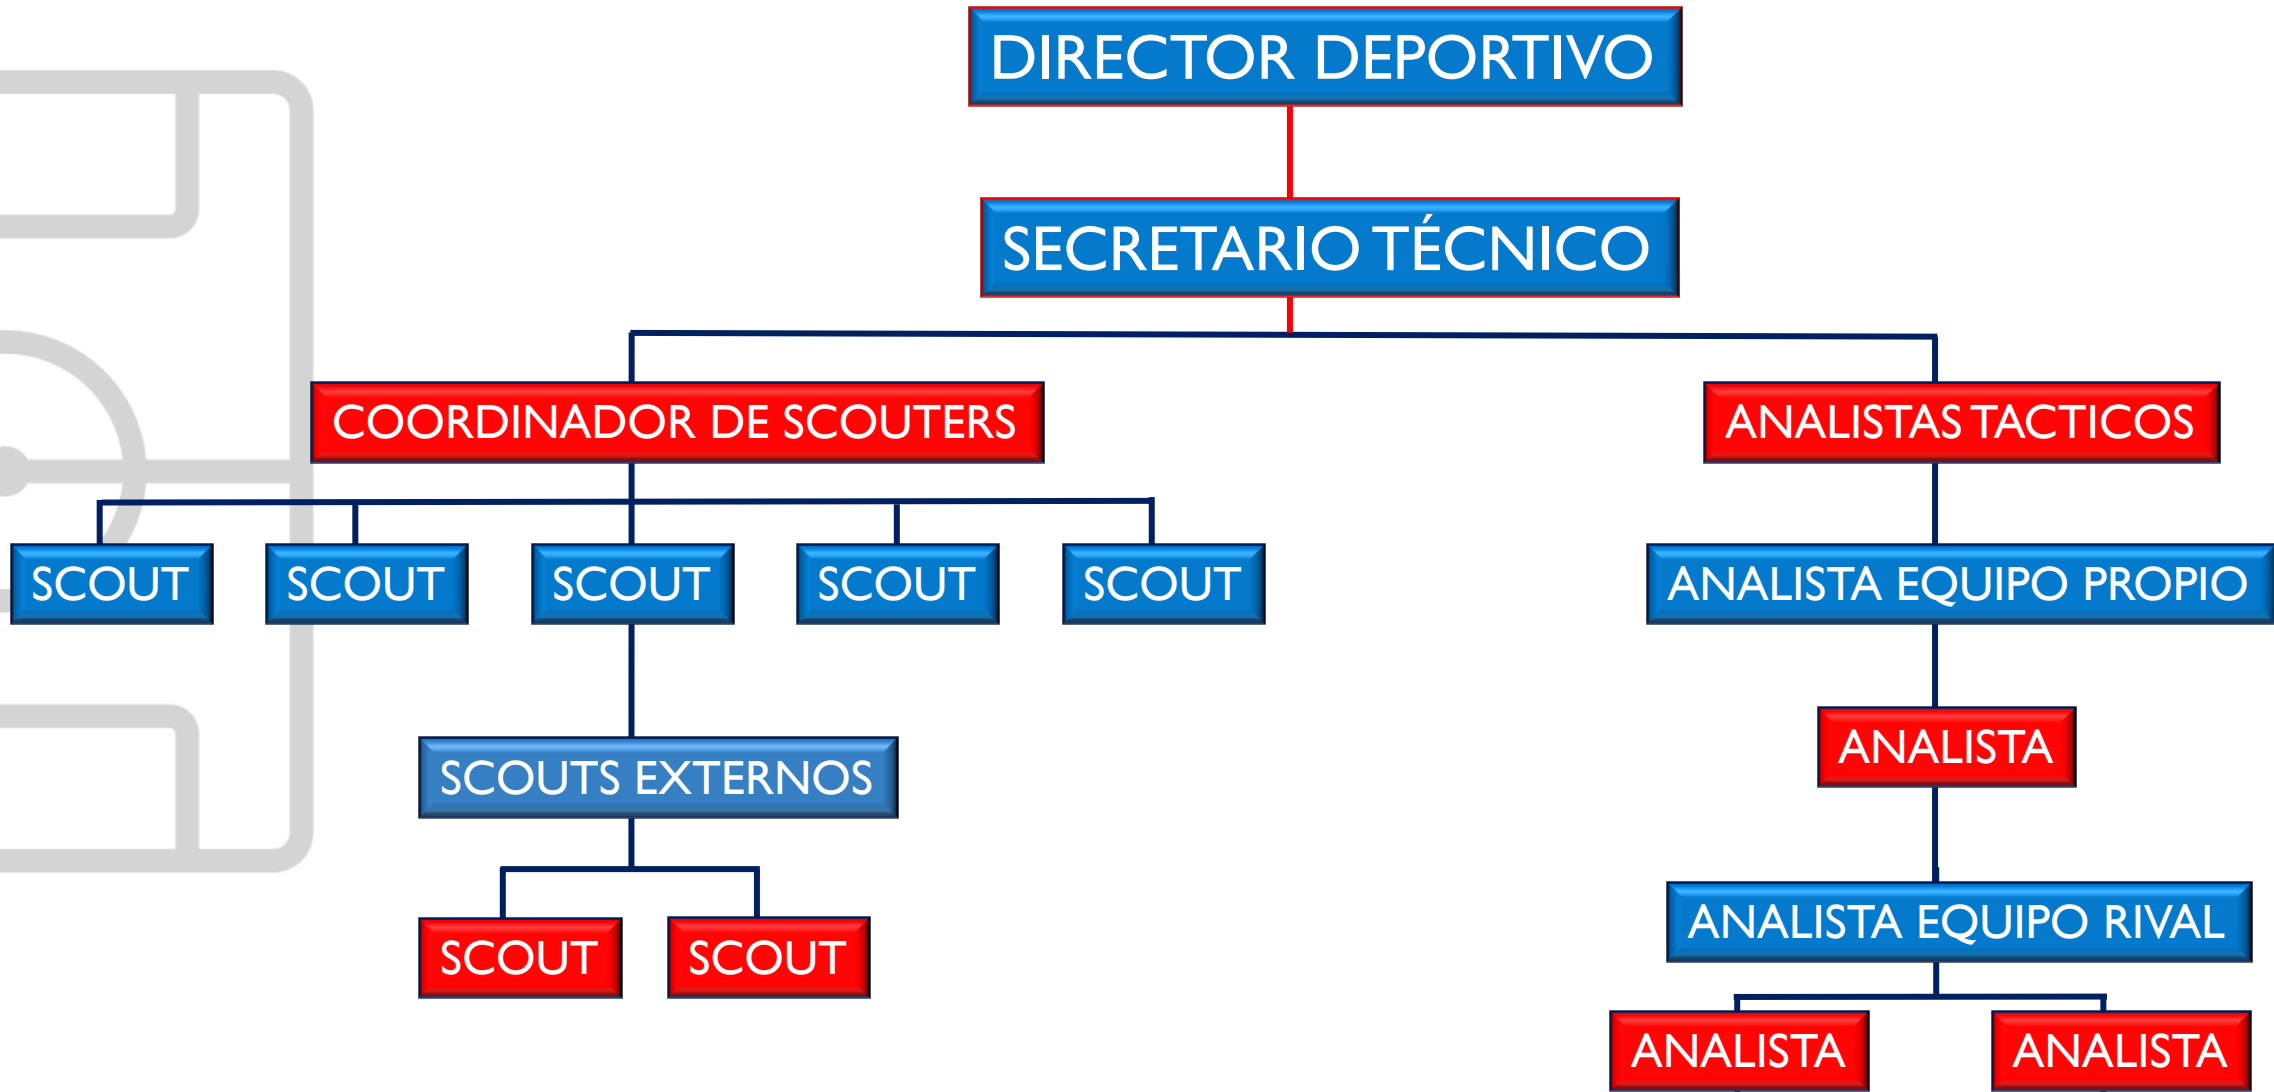 DIRECTOR DEPORTIVO
SECRETARIO TÉCNICO
COORDINADOR DE SCOUTERS
ANALISTAS TACTICOS
SCOUT
SCOUT
SCOUT
SCOUT
SCOUT
ANALISTA EQUIPO PROPIO
ANALISTA
SCOUTS EXTERNOS
ANALISTA EQUIPO RIVAL
SCOUT
SCOUT
ANALISTA
ANALISTA